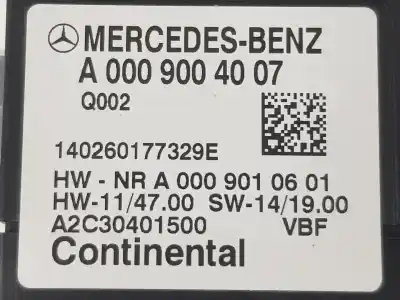 MERCEDES-BENZ
A 000 900 40 07
Q002
140260177329E
HW - NR A 000 901 06 01
HW-11/47.00 SW-14/19.00
A2C30401500 VBF
Continental